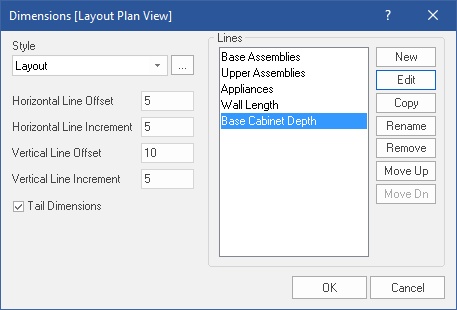 Dimensions [Layout Plan View]
?
Style
Layout
...
Horizontal Line Offset 5
Horizontal Line Increment 5
Vertical Line Offset 10
Vertical Line Increment 5
Tail Dimensions
Lines
Base Assemblies
Upper Assemblies
Appliances
Wall Length
Base Cabinet Depth
New
Edit
Copy
Rename
Remove
Move Up
Move Dn
OK
Cancel